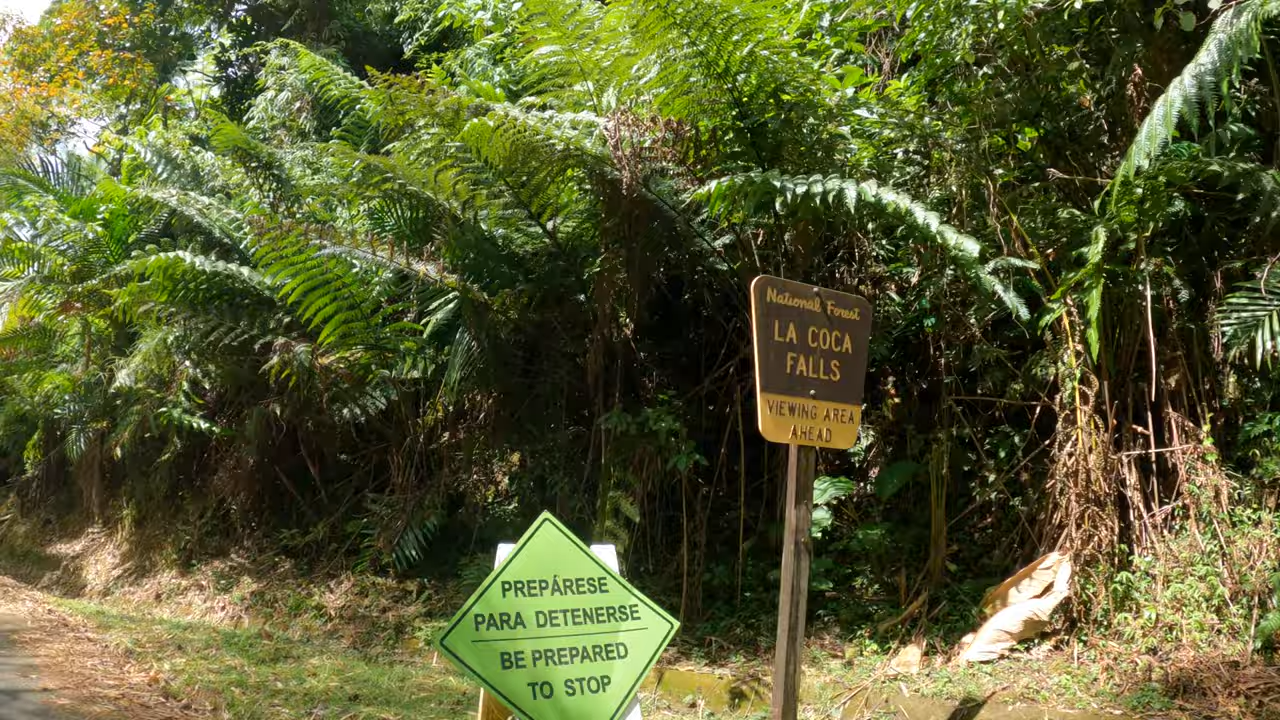 National Forest
LA COCA
FALLS
VIEWING AREA
AHEAD
PREPÁRESE
PARA DETENERSE
BE PREPARED
TO STOP